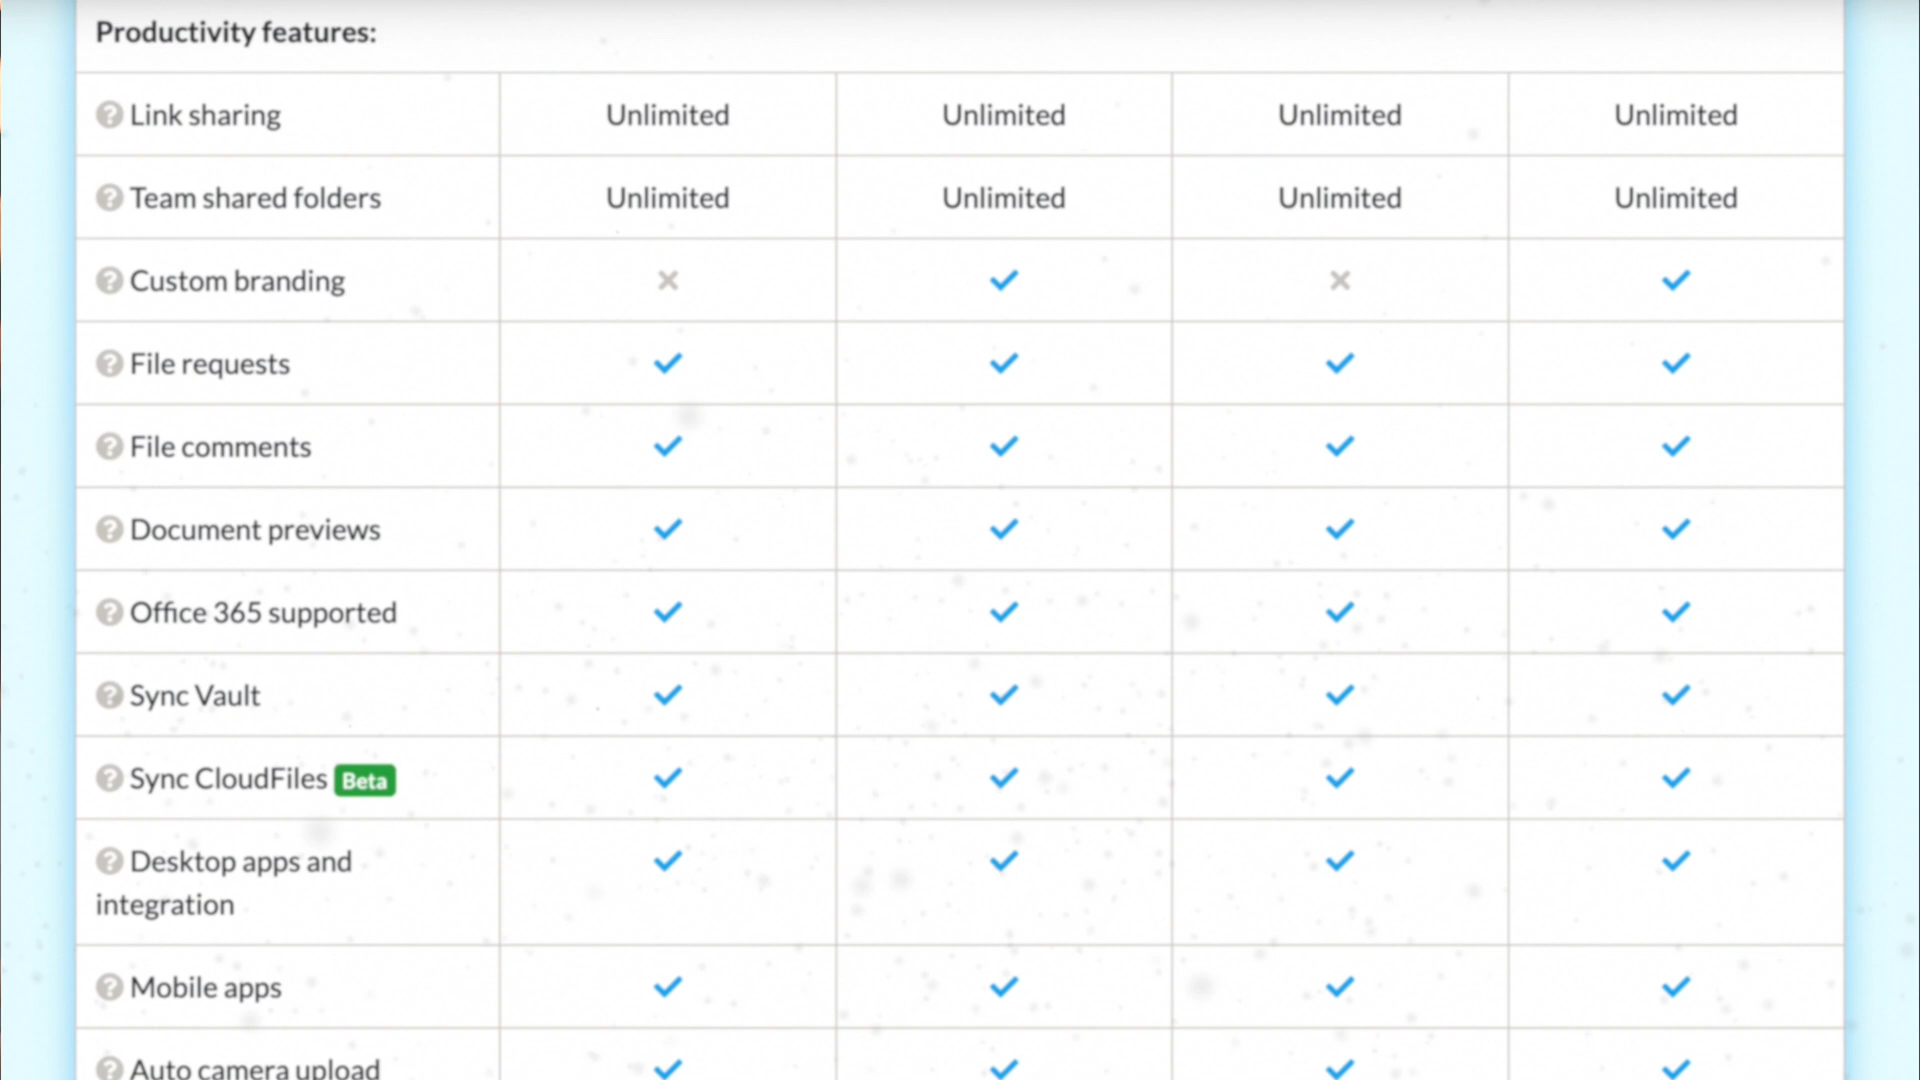 Productivity features:
Link sharing Unlimited Unlimited Unlimited Unlimited
Team shared folders Unlimited Unlimited Unlimited Unlimited
Custom branding
File requests
File comments
Document previews
Office 365 supported
Sync Vault
Sync CloudFiles Beta
Desktop apps and
integration
Mobile apps
Auto camera upload